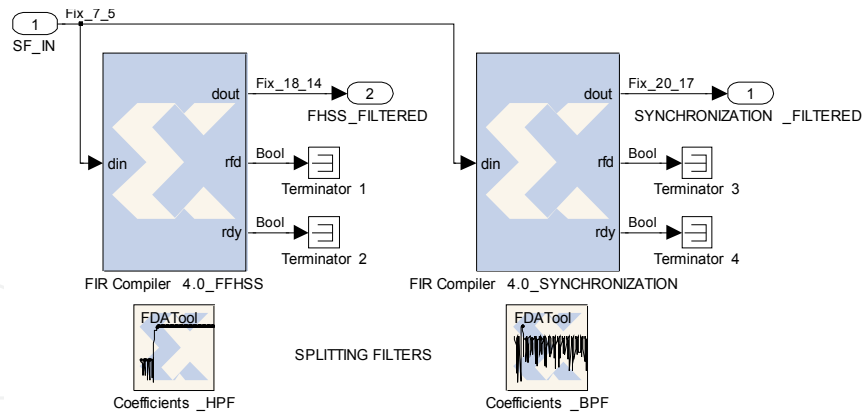 1
Fix_7_5
SF_IN
din
dout
rfd
rdy
Fix_18_14
2
FHSS_FILTERED
Bool
Terminator 1
Bool
Terminator 2
FIR Compiler 4.0_FFHSS
din
dout
rfd
rdy
Fix_20_17
1
SYNCHRONIZATION _FILTERED
Bool
Terminator 3
Bool
Terminator 4
FIR Compiler 4.0_SYNCHRONIZATION
FDATool
Coefficients _HPF
SPLITTING FILTERS
FDATool
Coefficients _BPF